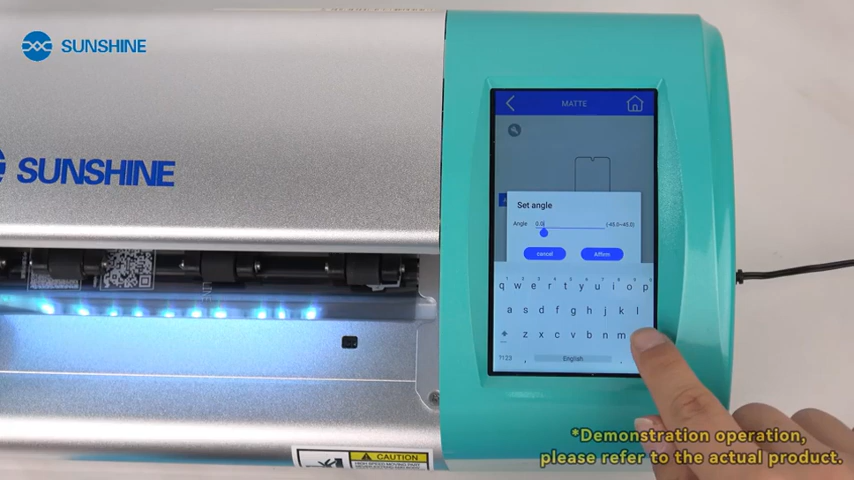 SUNSHINE
SUNSHINE
MATTE
Set angle
Angle 0.0 (-45.0~45.0)
cancel Affirm
q w e r t y u i o p
a s d f g h j k l
z x c v b n m
?123 , English .
CAUTION
*Demonstration operation,
please refer to the actual product.